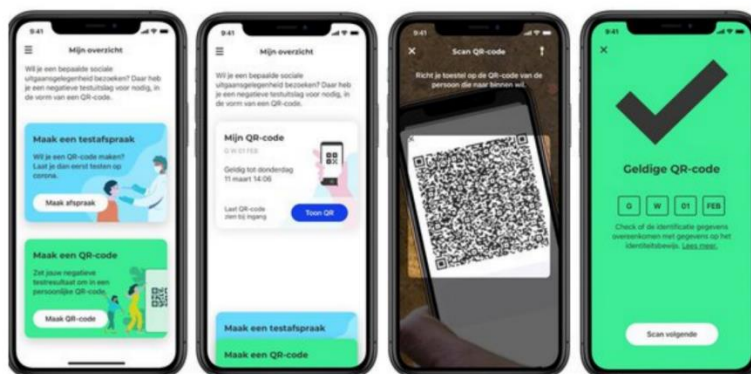 9:41
Mijn overzicht
Wil je een bepaalde sociale
uitgaansgelegenheid bezoeken? Daar heb
je een negatieve testuitslag voor nodig, in
de vorm van een QR-code.
Maak een testafspraak
Wil je een QR-code maken?
Laat je dan eerst testen op
corona.
Maak afspraak
Maak een QR-code
Zet jouw negatieve
testresultaat om in een
persoonlijke QR-code.
Maak QR-code
9:41
Mijn overzicht
Wil je een bepaalde sociale
uitgaansgelegenheid bezoeken? Daar heb
je een negatieve testuitslag voor nodig, in
de vorm van een QR-code.
Mijn QR-code
G W 01 FEB
Geldig tot donderdag
11 maart 14:06
Laat QR-code
zien bij ingang
Toon QR
Maak een testafspraak
Maak een QR-code
9:41
Scan QR-code
Richt je toestel op de QR-code van de
persoon die naar binnen wil.
9:41
Geldige QR-code
G W 01 FEB
Check of de identificatie gegevens
overeenkomen met gegevens op het
identiteitsbewijs. Lees meer.
Scan volgende